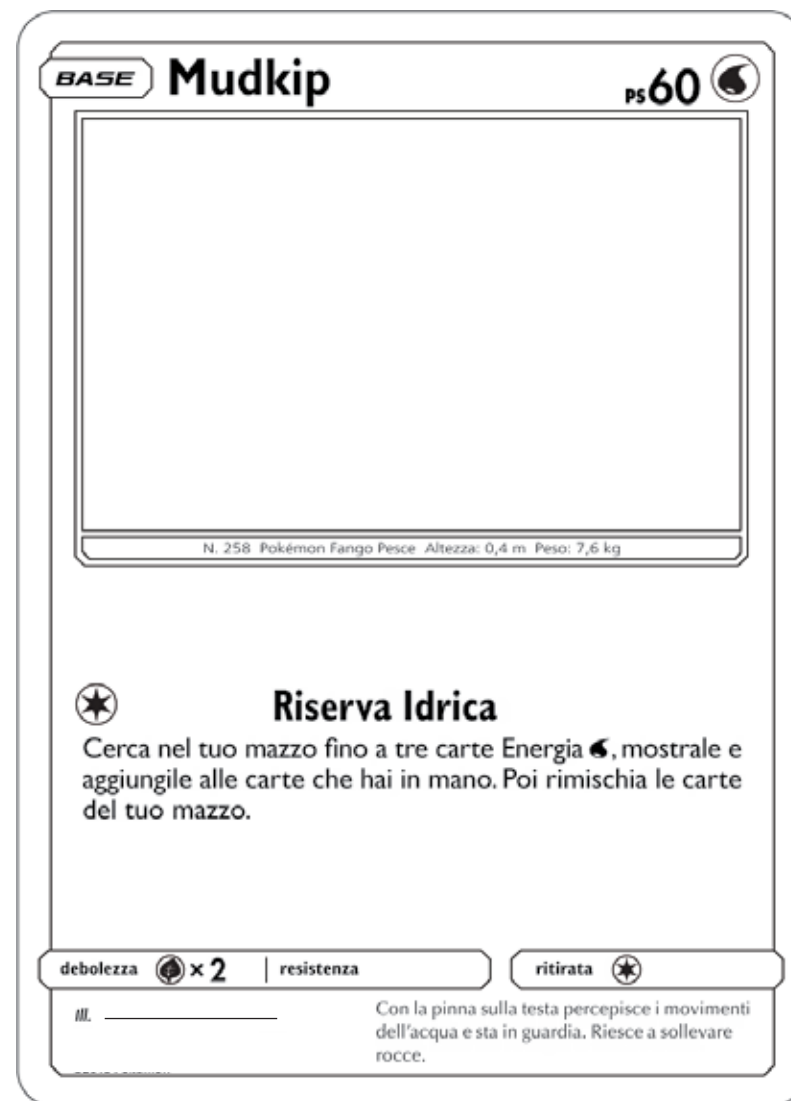 BASE Mudkip PS60
N. 258 Pokémon Fango Pesce Altezza: 0,4 m Peso: 7,6 kg
Riserva Idrica
Cerca nel tuo mazzo fino a tre carte Energia , mostrale e
aggiungile alle carte che hai in mano. Poi rimischia le carte
del tuo mazzo.
debolezza × 2 resistenza ritirata
Ill.
Con la pinna sulla testa percepisce i movimenti
dell'acqua e sta in guardia. Riesce a sollevare
rocce.